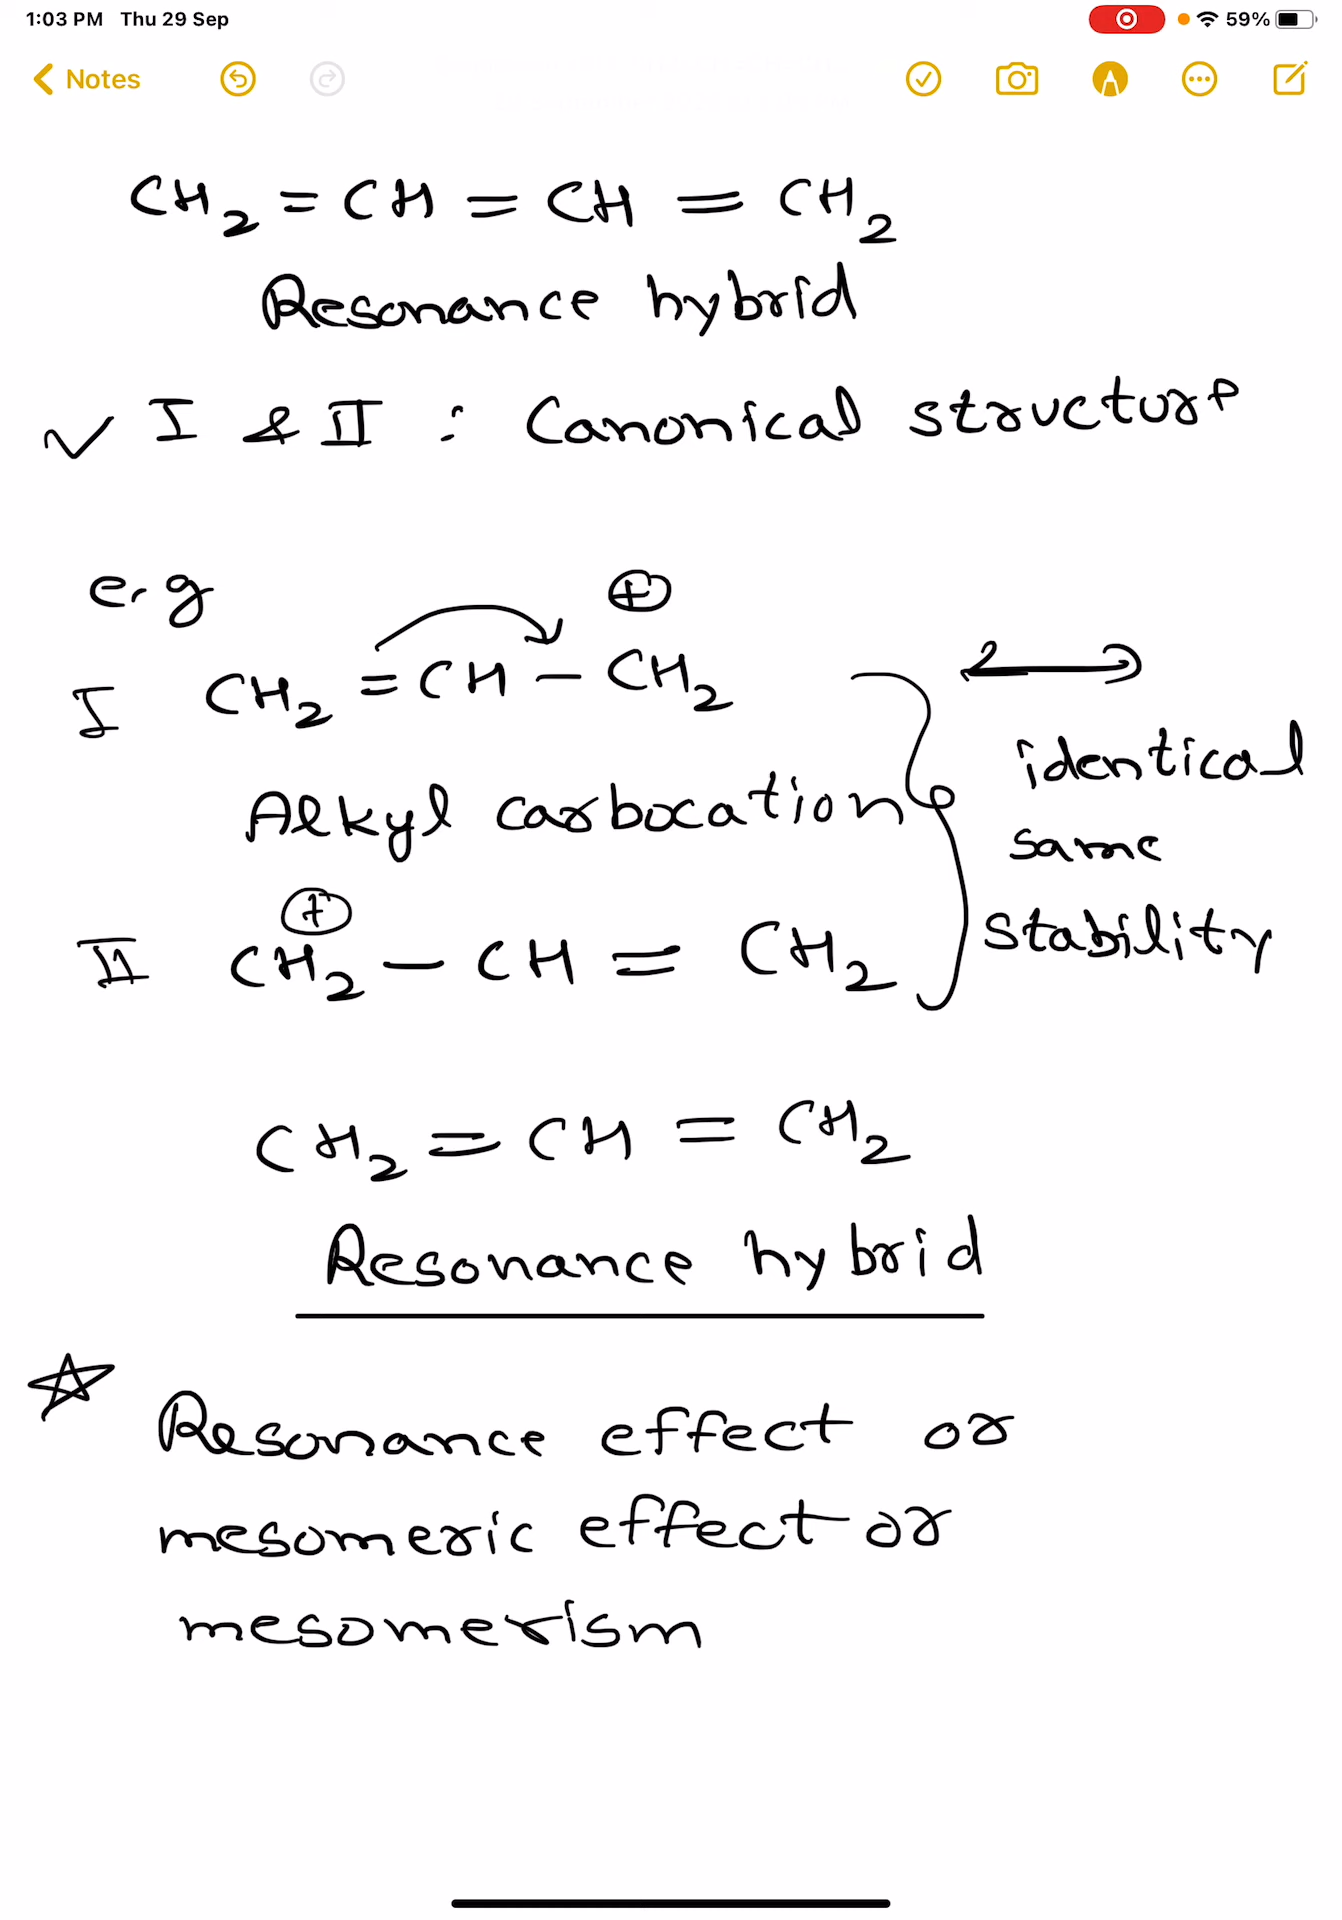 1:03 PM Thu 29 Sep 59%
Notes
CH₂ = CH = CH = CH₂
Resonance hybrid
✓ I & II : Canonical structure
e.g
⊕
I CH₂ = CH – CH₂ ⟷
identical
Alkyl carbocation
same
⊕
stability
II CH₂ – CH = CH₂
CH₂ = CH = CH₂
Resonance hybrid
☆ Resonance effect or
mesomeric effect or
mesomerism